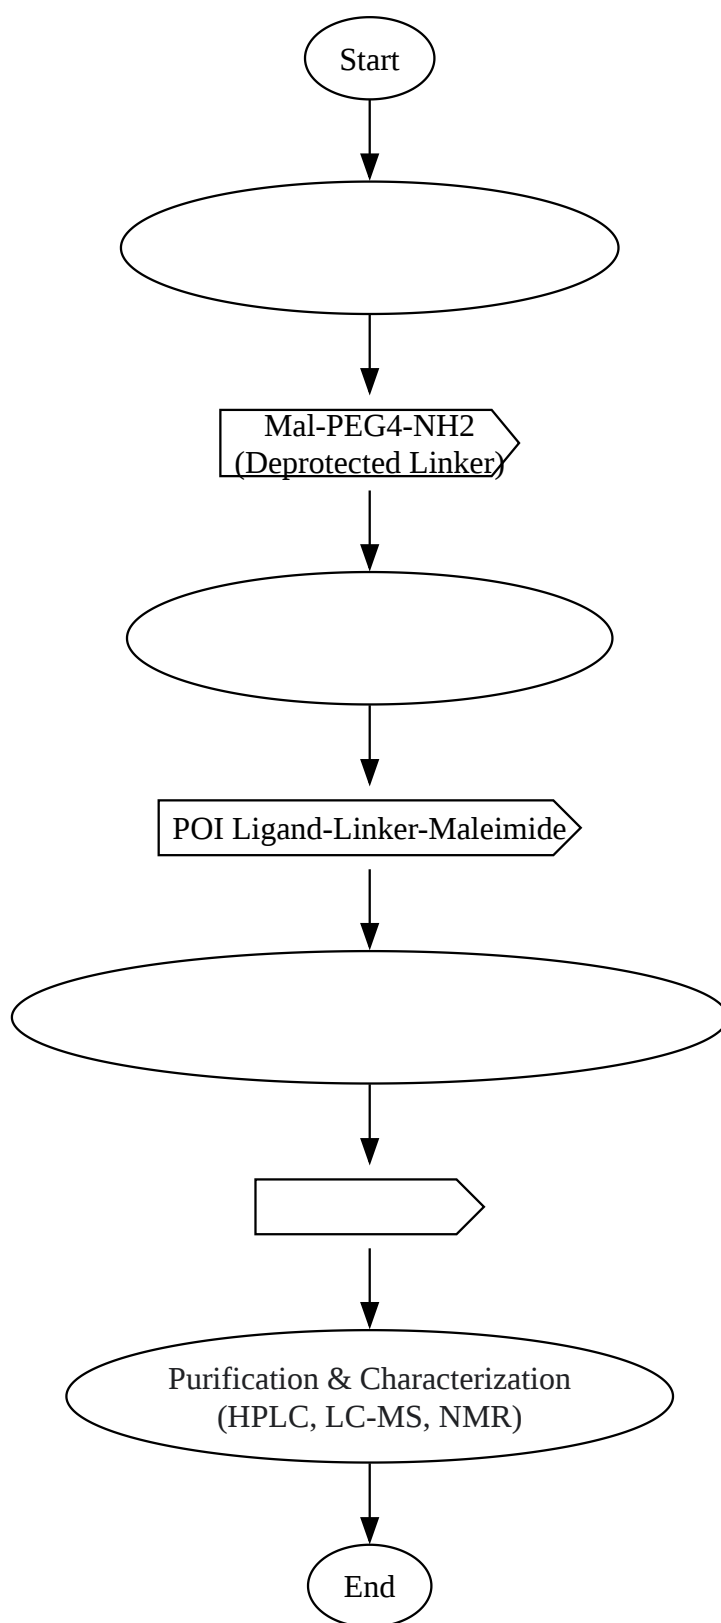 Start
Mal-PEG4-NH2
(Deprotected Linker)
POI Ligand-Linker-Maleimide
Purification & Characterization
(HPLC, LC-MS, NMR)
End